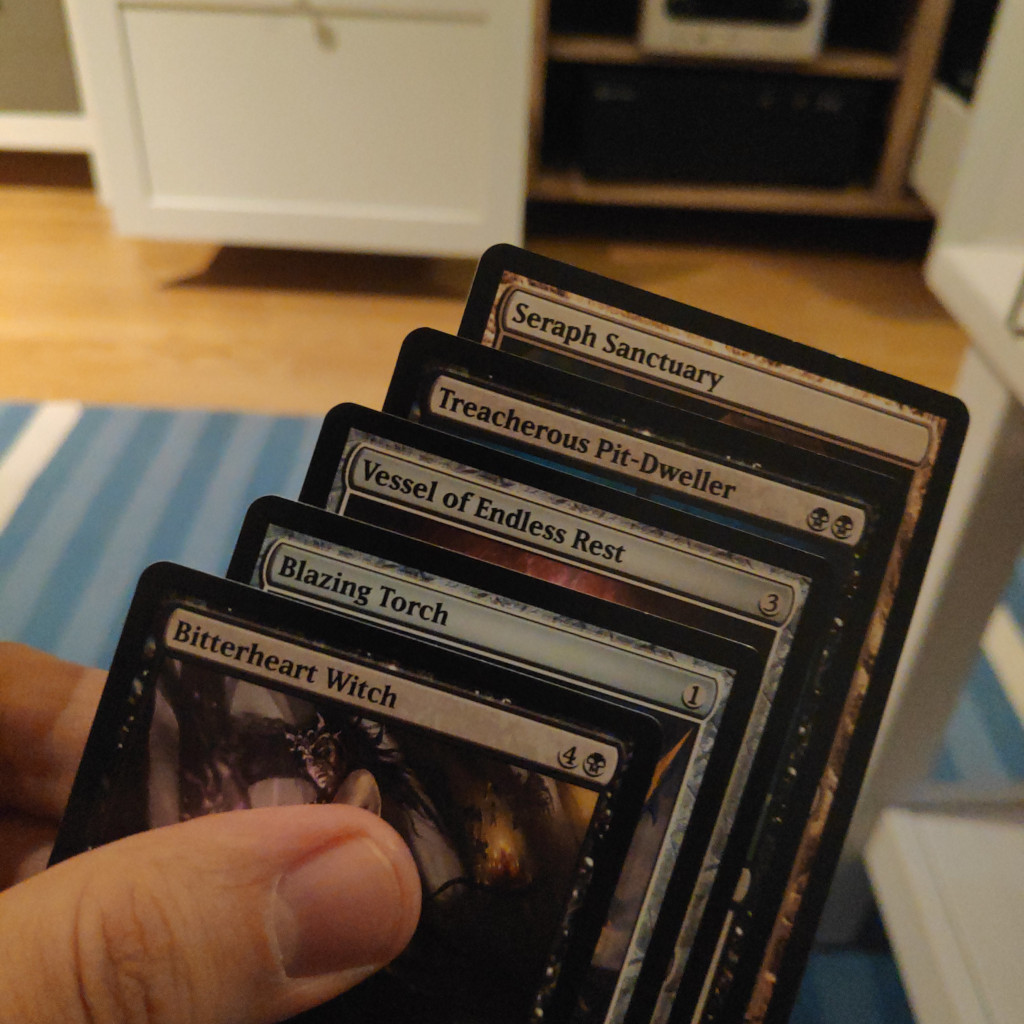 Seraph Sanctuary
Treacherous Pit-Dweller
Vessel of Endless Rest
3
Blazing Torch
1
Bitterheart Witch
4